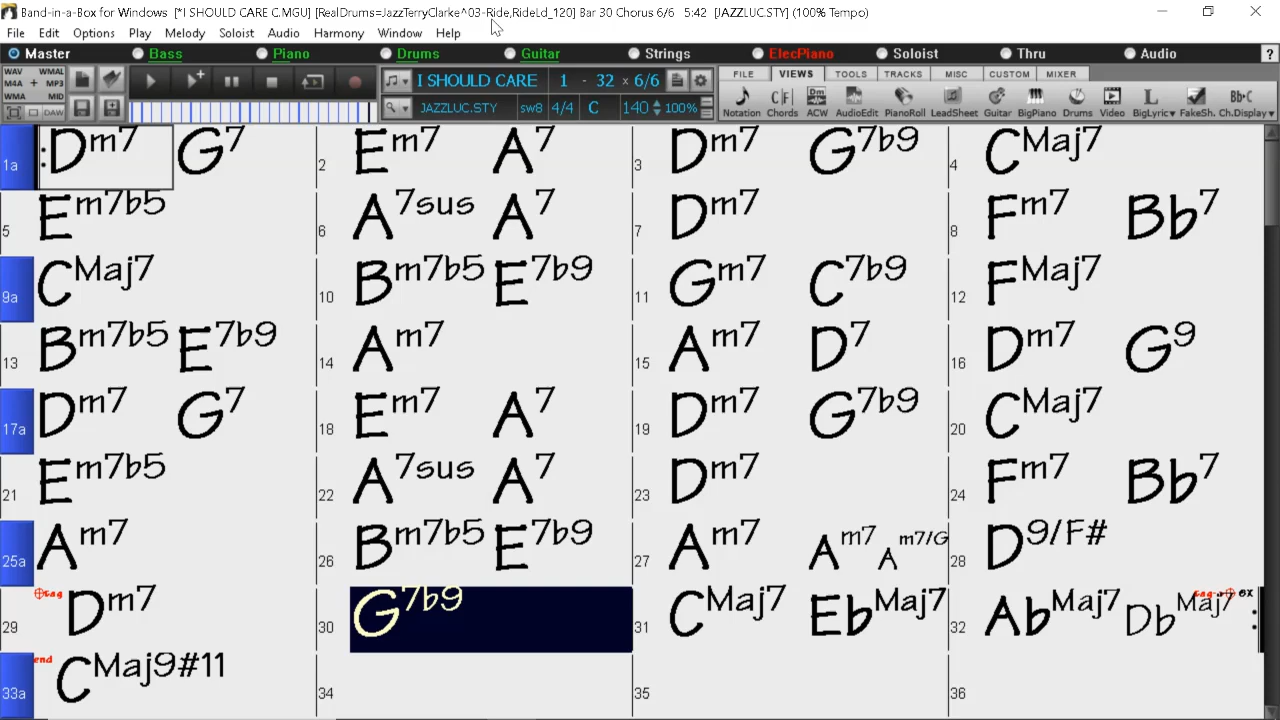 Band-in-a-Box for Windows [*I SHOULD CARE C.MGU] [RealDrums=JazzTerryClarke^03-Ride,RideLd_120] Bar 30 Chorus 6/6 5:42 [JAZZLUC.STY] (100% Tempo)
File Edit Options Play Melody Soloist Audio Harmony Window Help
Master Bass Piano Drums Guitar Strings ElecPiano Soloist Thru Audio ?
WAV WMAL M4A + MP3 WMA MID DAW
I SHOULD CARE 1 - 32 x 6/6
JAZZLUC.STY sw8 4/4 C 140 100%
FILE VIEWS TOOLS TRACKS MISC CUSTOM MIXER
Notation Chords ACW AudioEdit PianoRoll LeadSheet Guitar BigPiano Drums Video BigLyric FakeSh. Ch.Display
1a :Dm7 G7 2 Em7 A7 3 Dm7 G7b9 4 CMaj7
5 Em7b5 6 A7sus A7 7 Dm7 8 Fm7 Bb7
9a CMaj7 10 Bm7b5 E7b9 11 Gm7 C7b9 12 FMaj7
13 Bm7b5 E7b9 14 Am7 15 Am7 D7 16 Dm7 G9
17a Dm7 G7 18 Em7 A7 19 Dm7 G7b9 20 CMaj7
21 Em7b5 22 A7sus A7 23 Dm7 24 Fm7 Bb7
25a Am7 26 Bm7b5 E7b9 27 Am7 Am7 Am7/G 28 D9/F#
29 tag Dm7 30 G7b9 31 CMaj7 EbMaj7 32 AbMaj7 DbMaj7 :
33a end CMaj9#11 34 35 36